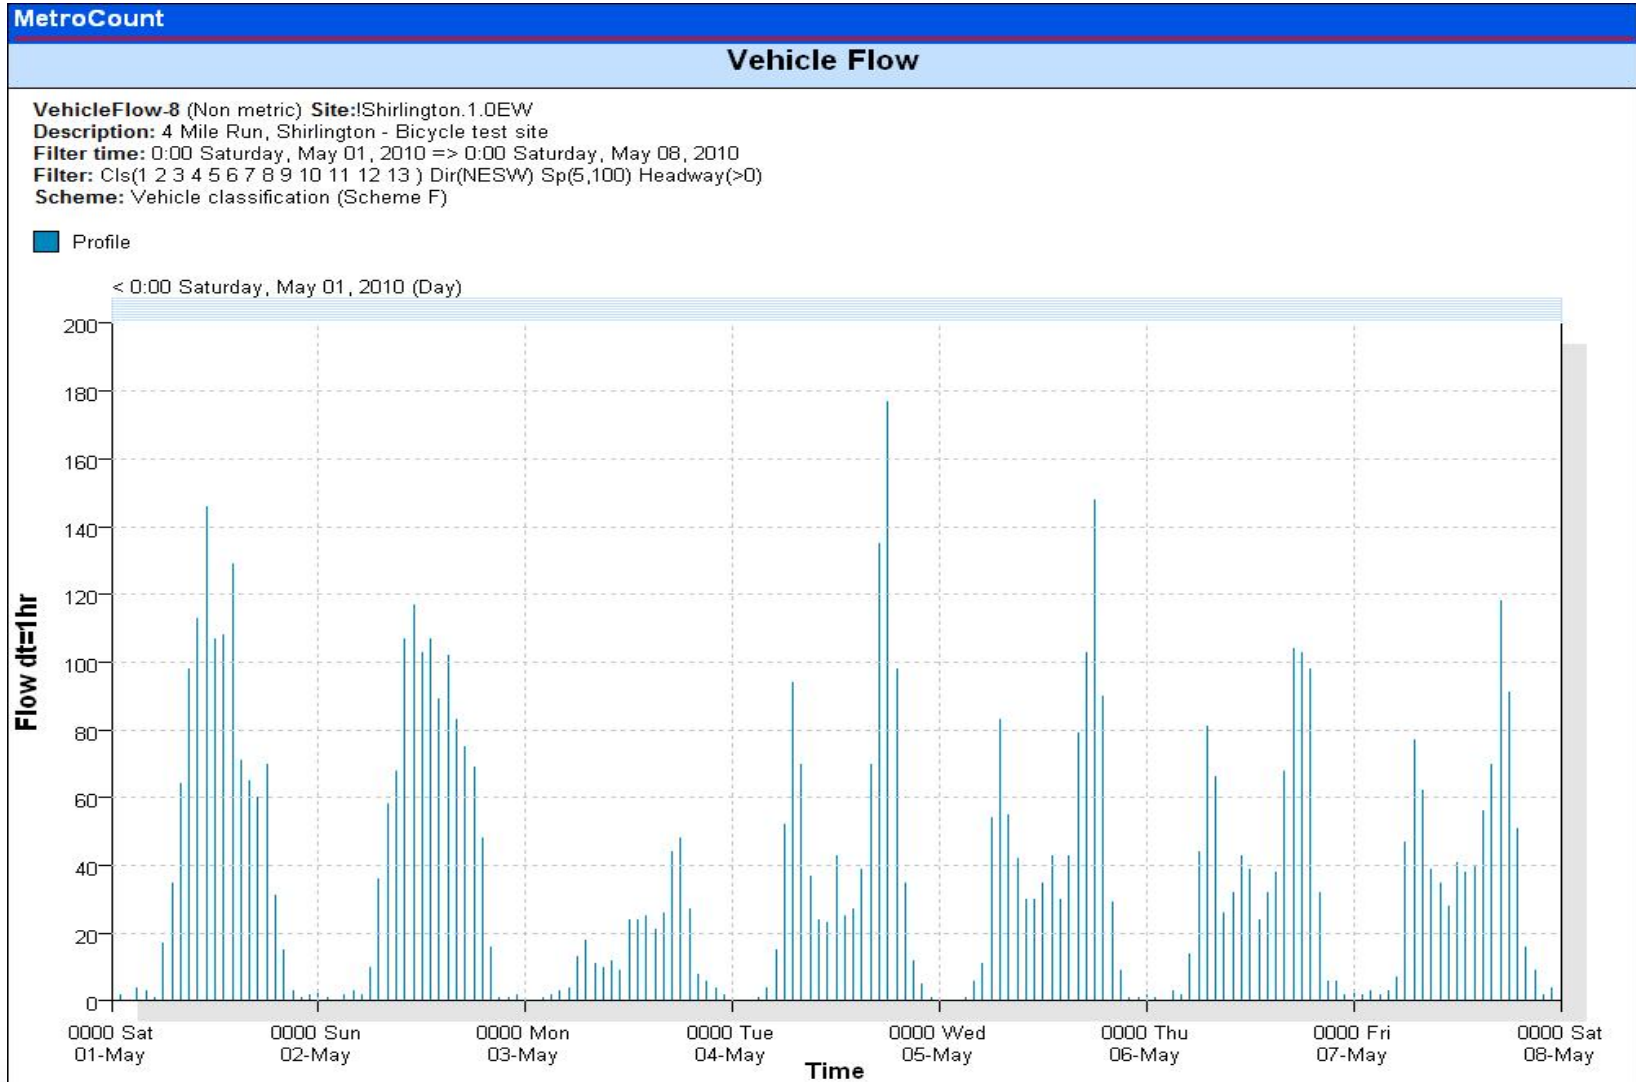 MetroCount
Vehicle Flow
VehicleFlow-8 (Non metric) Site:!Shirlington.1.0EW
Description: 4 Mile Run, Shirlington - Bicycle test site
Filter time: 0:00 Saturday, May 01, 2010 => 0:00 Saturday, May 08, 2010
Filter: Cls(1 2 3 4 5 6 7 8 9 10 11 12 13 ) Dir(NESW) Sp(5,100) Headway(>0)
Scheme: Vehicle classification (Scheme F)
Profile
< 0:00 Saturday, May 01, 2010 (Day)
200
180
160
140
120
100
80
60
40
20
0
Flow dt=1hr
0000 Sat 0000 Sun 0000 Mon 0000 Tue 0000 Wed 0000 Thu 0000 Fri 0000 Sat
01-May 02-May 03-May 04-May 05-May 06-May 07-May 08-May
Time